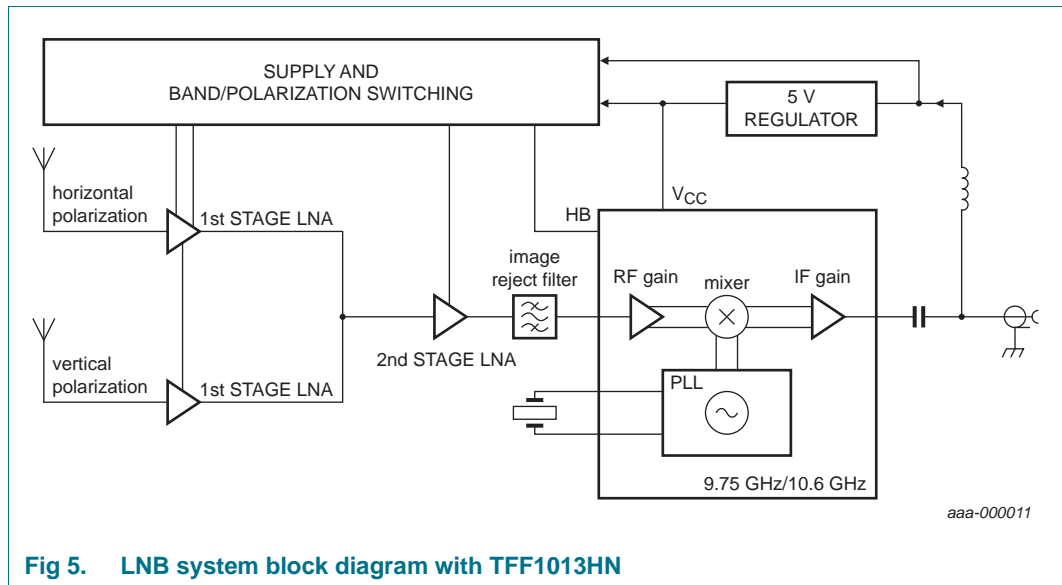 SUPPLY AND
BAND/POLARIZATION SWITCHING
5 V
REGULATOR
horizontal
polarization
1st STAGE LNA
HB
VCC
image
reject filter
RF gain
mixer
IF gain
2nd STAGE LNA
vertical
polarization
1st STAGE LNA
PLL
9.75 GHz/10.6 GHz
aaa-000011
Fig 5. LNB system block diagram with TFF1013HN